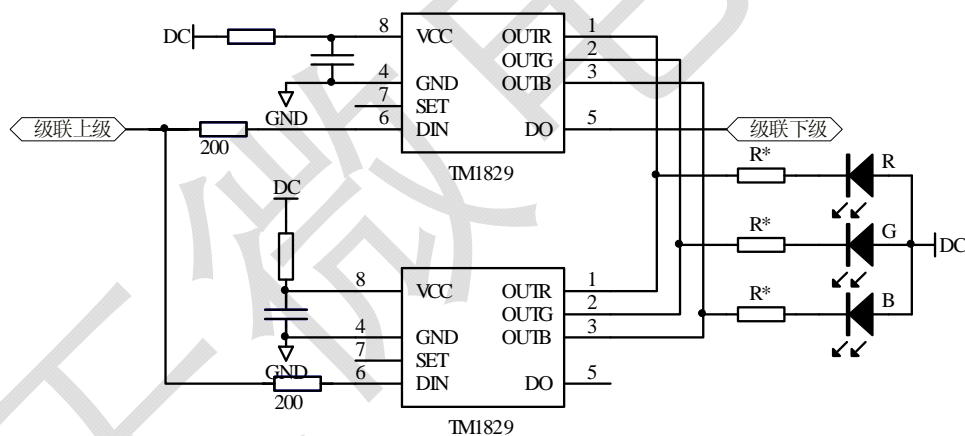 DC
8
VCC
OUTR
1
OUTG
2
4
GND
OUTB
3
7
SET
GND
6
DIN
DO
5
级联上级
级联下级
200
TM1829
R*
R
DC
R*
G
DC
8
VCC
OUTR
1
R*
B
OUTG
2
4
GND
OUTB
3
7
SET
GND
6
DIN
DO
5
200
TM1829